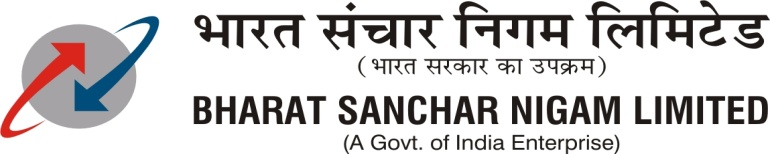 भारत संचार निगम लिमिटेड
(भारत सरकार का उपक्रम)
BHARAT SANCHAR NIGAM LIMITED
(A Govt. of India Enterprise)